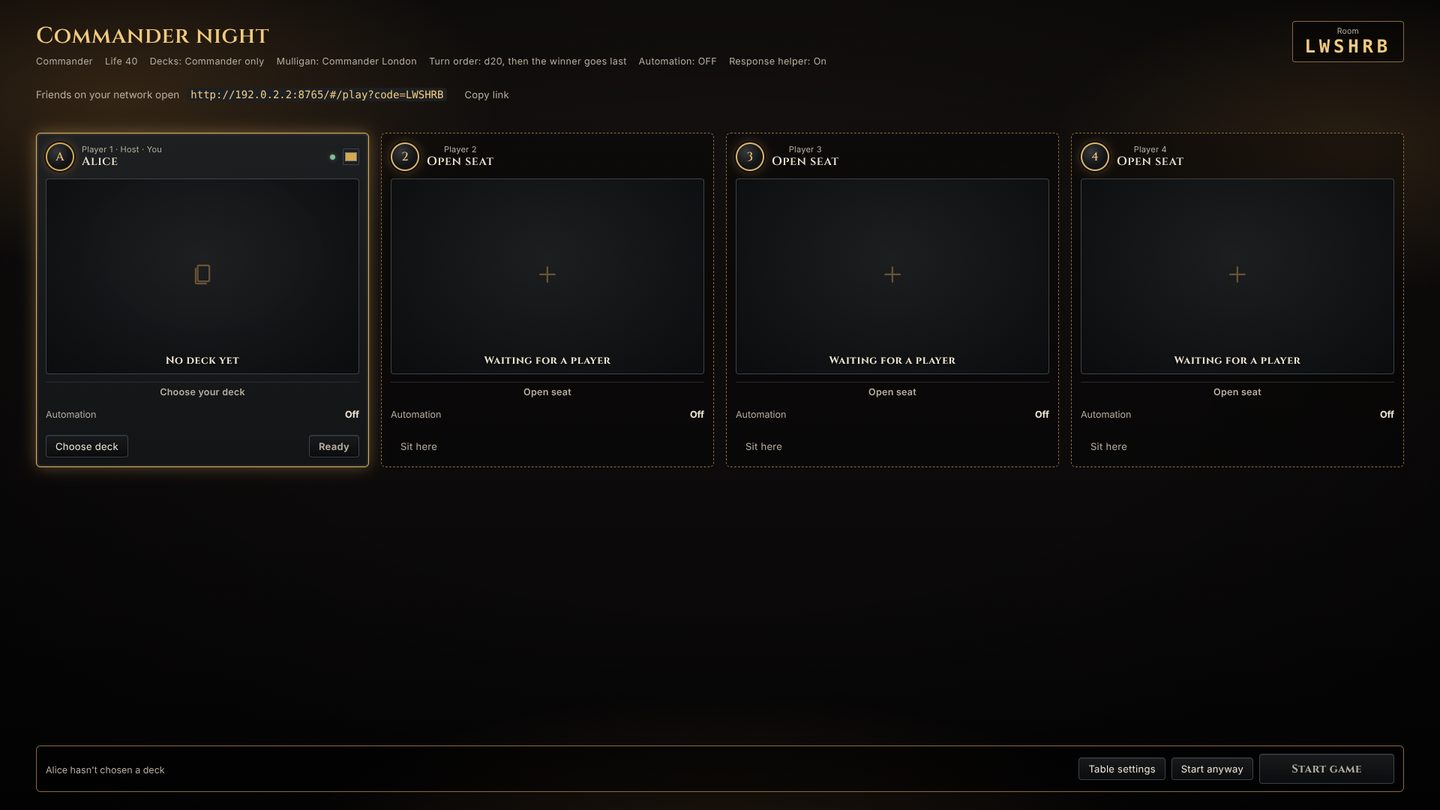 Commander night
Room
LWSHRB
Commander Life 40 Decks: Commander only Mulligan: Commander London Turn order: d20, then the winner goes last Automation: OFF Response helper: On
Friends on your network open http://192.0.2.2:8765/#/play?code=LWSHRB Copy link
A
Player 1 · Host · You
Alice
No deck yet
Choose your deck
Automation Off
Choose deck Ready
2
Player 2
Open seat
Waiting for a player
Open seat
Automation Off
Sit here
3
Player 3
Open seat
Waiting for a player
Open seat
Automation Off
Sit here
4
Player 4
Open seat
Waiting for a player
Open seat
Automation Off
Sit here
Alice hasn't chosen a deck
Table settings Start anyway Start game